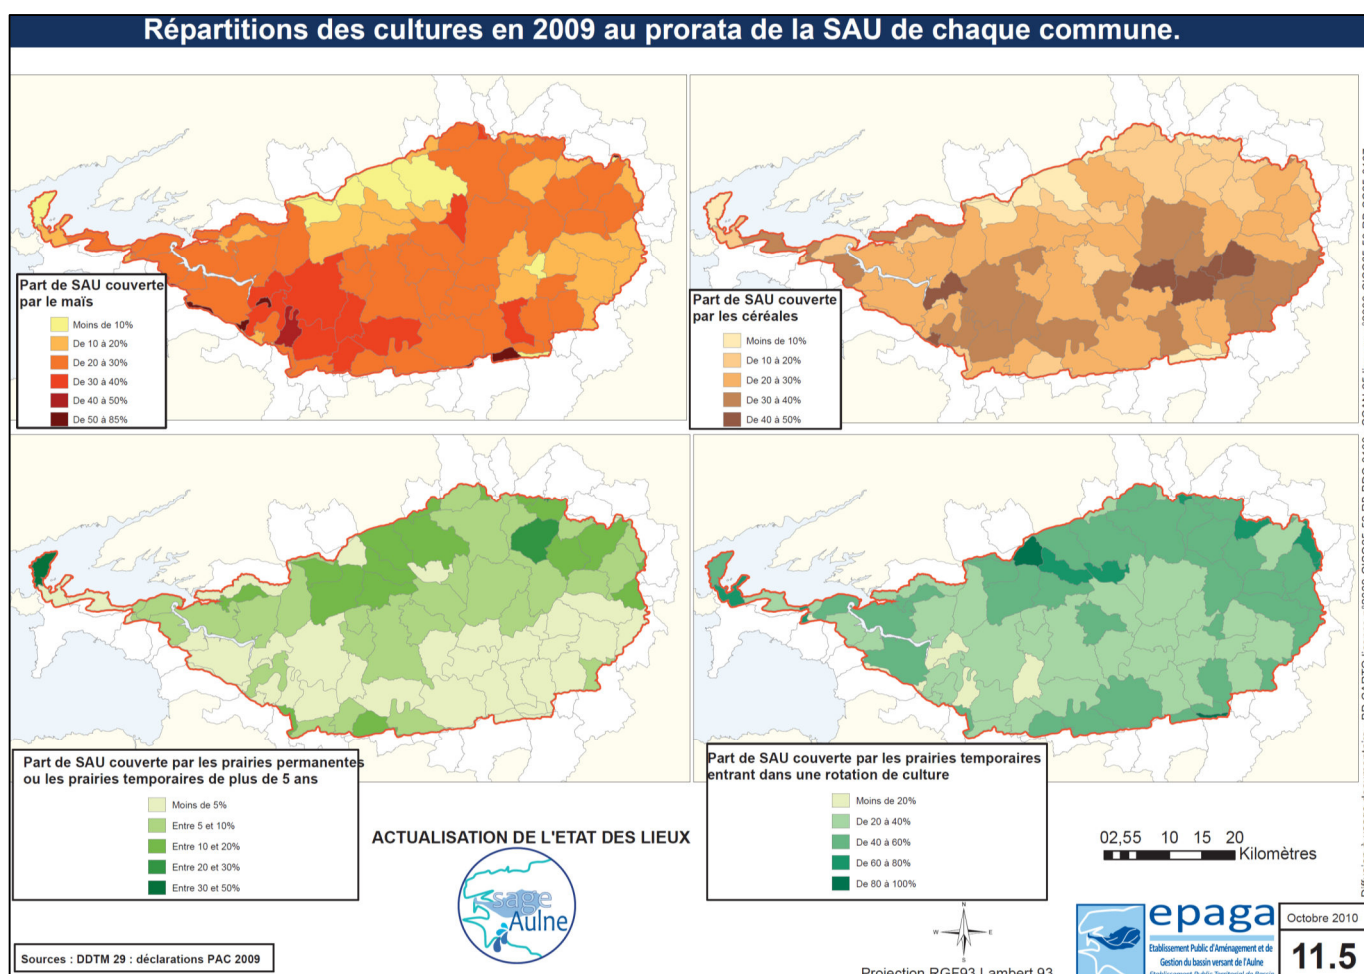 Répartitions des cultures en 2009 au prorata de la SAU de chaque commune.
Part de SAU couverte
par le maïs
Moins de 10%
De 10 à 20%
De 20 à 30%
De 30 à 40%
De 40 à 50%
De 50 à 85%
Part de SAU couverte
par les céréales
Moins de 10%
De 10 à 20%
De 20 à 30%
De 30 à 40%
De 40 à 50%
Part de SAU couverte par les prairies permanentes
ou les prairies temporaires de plus de 5 ans
Moins de 5%
Entre 5 et 10%
Entre 10 et 20%
Entre 20 et 30%
Entre 30 et 50%
Part de SAU couverte par les prairies temporaires
entrant dans une rotation de culture
Moins de 20%
De 20 à 40%
De 40 à 60%
De 60 à 80%
De 80 à 100%
ACTUALISATION DE L'ETAT DES LIEUX
sage
Aulne
02,55 10 15 20
Kilomètres
N
W E
S
Projection RGF93 Lambert 93
Sources : DDTM 29 : déclarations PAC 2009
epaga
Etablissement Public d'Aménagement et de
Gestion du bassin versant de l'Aulne
Etablissement Public Territorial de Bassin
Octobre 2010
11.5